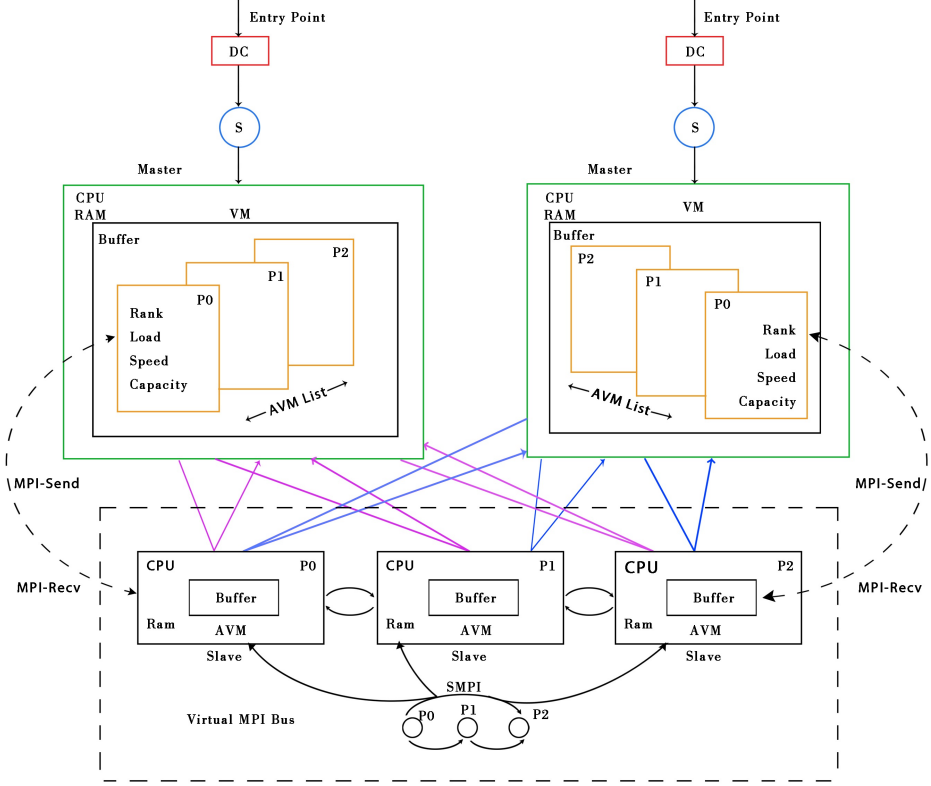 Entry Point
DC
S
Master
CPU
RAM
VM
Buffer
P2
P1
P0
Rank
Load
Speed
Capacity
AVM List
Entry Point
DC
S
Master
CPU
RAM
VM
Buffer
P2
P1
P0
Rank
Load
Speed
Capacity
AVM List
MPI-Send
MPI-Recv
MPI-Send/
MPI-Recv
CPU
P0
Buffer
Ram
AVM
Slave
CPU
P1
Buffer
Ram
AVM
Slave
CPU
P2
Buffer
Ram
AVM
Slave
SMPI
P0
P1
P2
Virtual MPI Bus